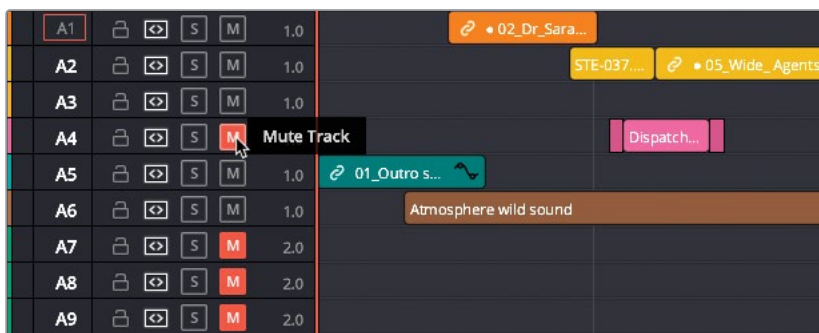 A1 S M 1.0 02_Dr_Sara...
A2 S M 1.0 STE-037.... 05_Wide_Agents
A3 S M 1.0
A4 S M Mute Track Dispatch...
A5 S M 1.0 01_Outro s...
A6 S M 1.0 Atmosphere wild sound
A7 S M 2.0
A8 S M 2.0
A9 S M 2.0